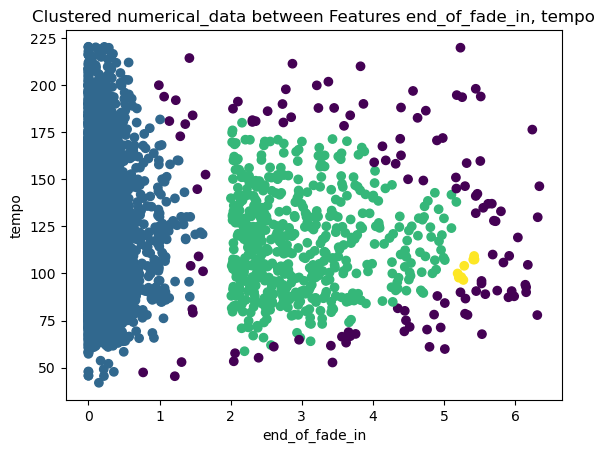 Clustered numerical_data between Features end_of_fade_in, tempo
225
200
175
150
125
100
75
50
tempo
0 1 2 3 4 5 6
end_of_fade_in